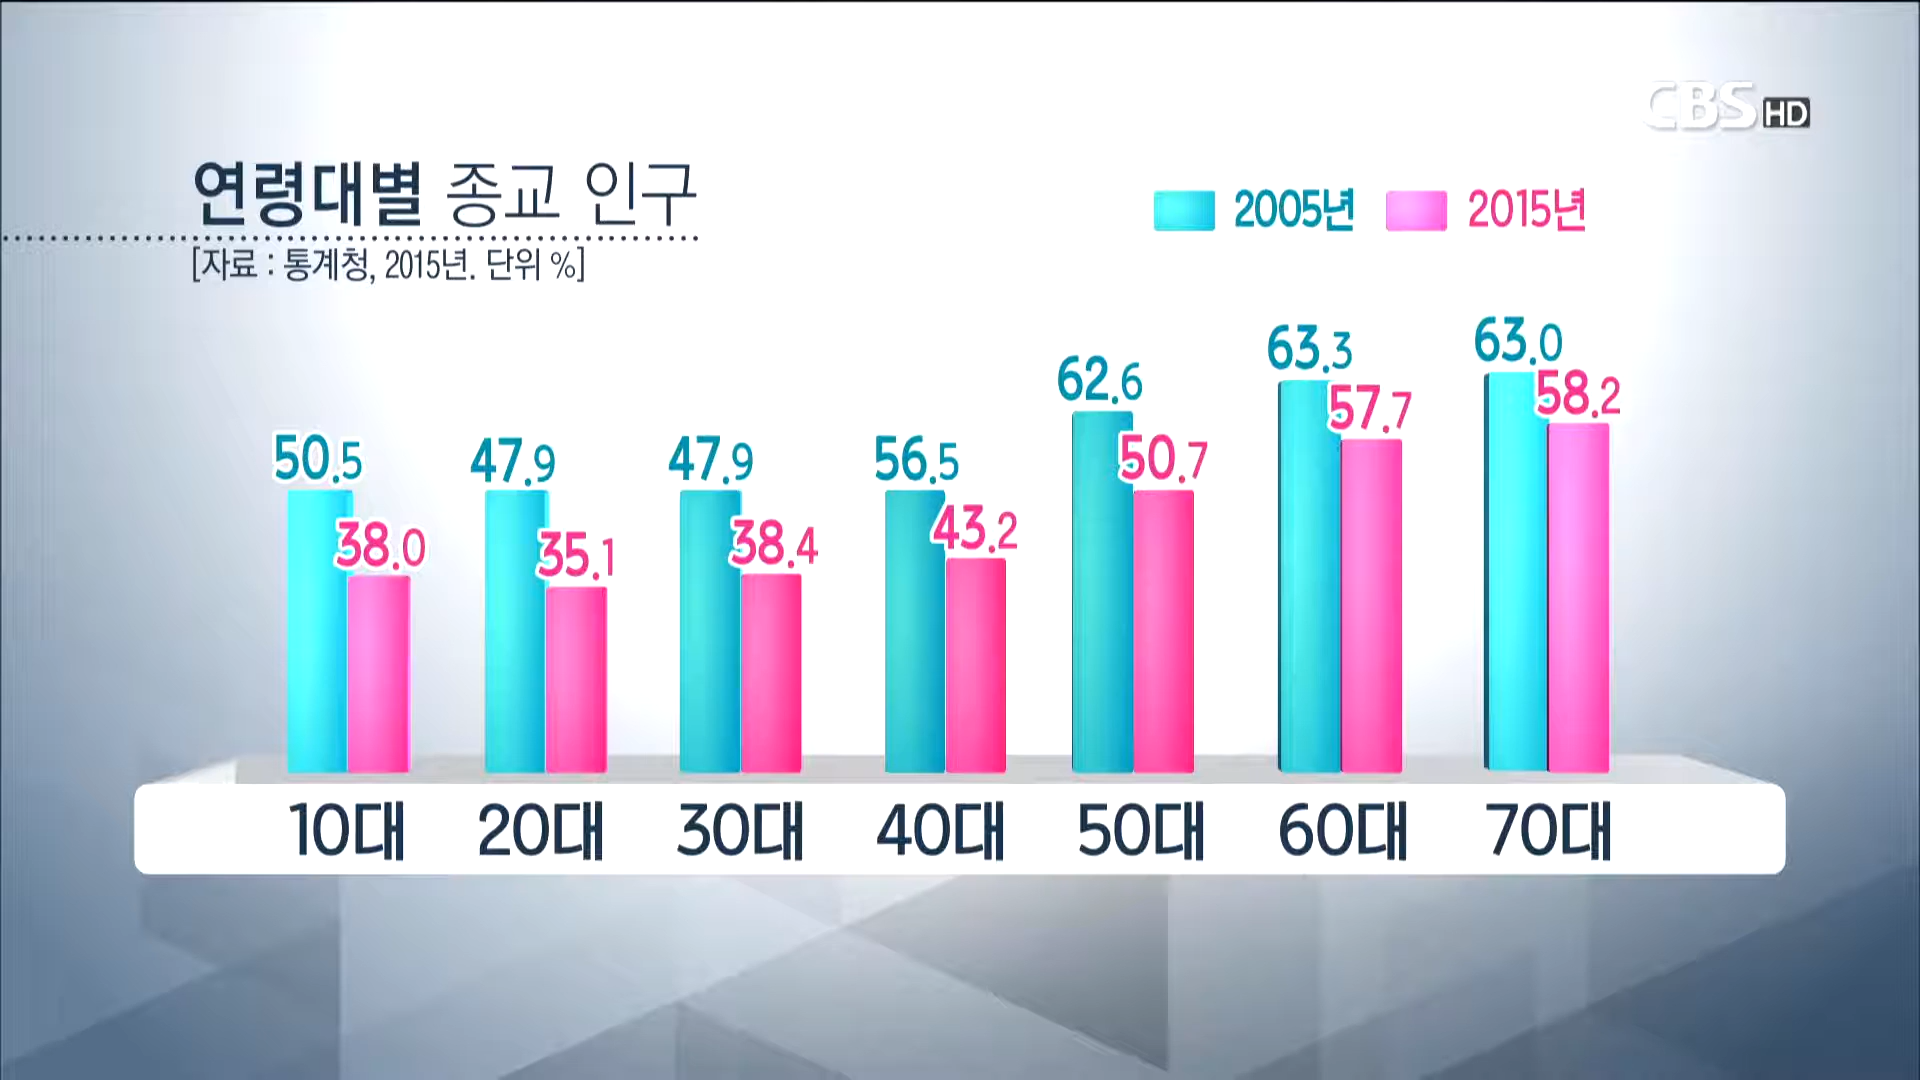 CBS HD
연령대별 종교 인구
[자료 : 통계청, 2015년. 단위 %]
2005년 2015년
50.5 47.9 47.9 56.5 62.6 63.3 63.0
38.0 35.1 38.4 43.2 50.7 57.7 58.2
10대 20대 30대 40대 50대 60대 70대